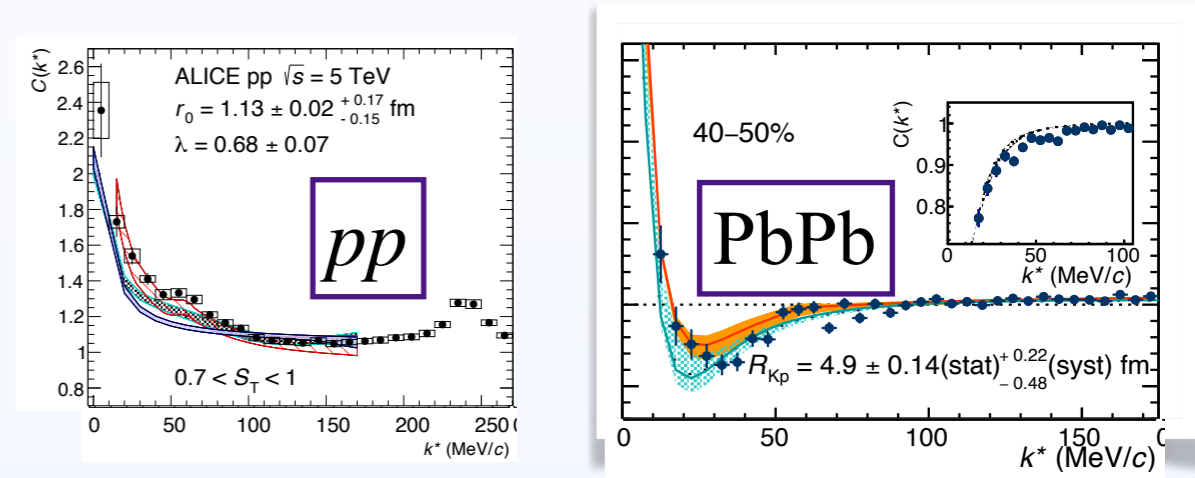 C(k*)
2.6
2.4
2.2
2
1.8
1.6
1.4
1.2
1
0.8
ALICE pp √s = 5 TeV
r₀ = 1.13 ± 0.02 + 0.17 - 0.15 fm
λ = 0.68 ± 0.07
pp
0.7 < S_T < 1
0 50 100 150 200 250
k* (MeV/c)
40–50%
PbPb
C(k*)
1
0.9
0.8
0 50 100
k* (MeV/c)
R_Kp = 4.9 ± 0.14(stat) + 0.22 - 0.48 (syst) fm
0 50 100 150
k* (MeV/c)